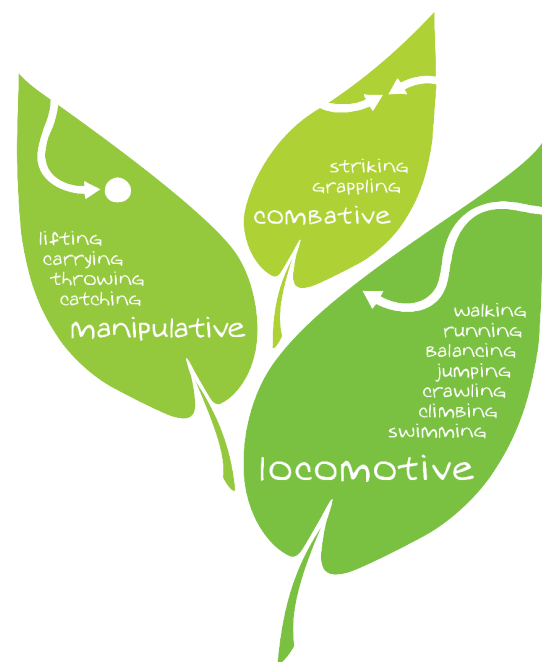 striking
grappling
combative
lifting
carrying
throwing
catching
manipulative
walking
running
Balancing
jumping
crawling
climBing
swimming
locomotive